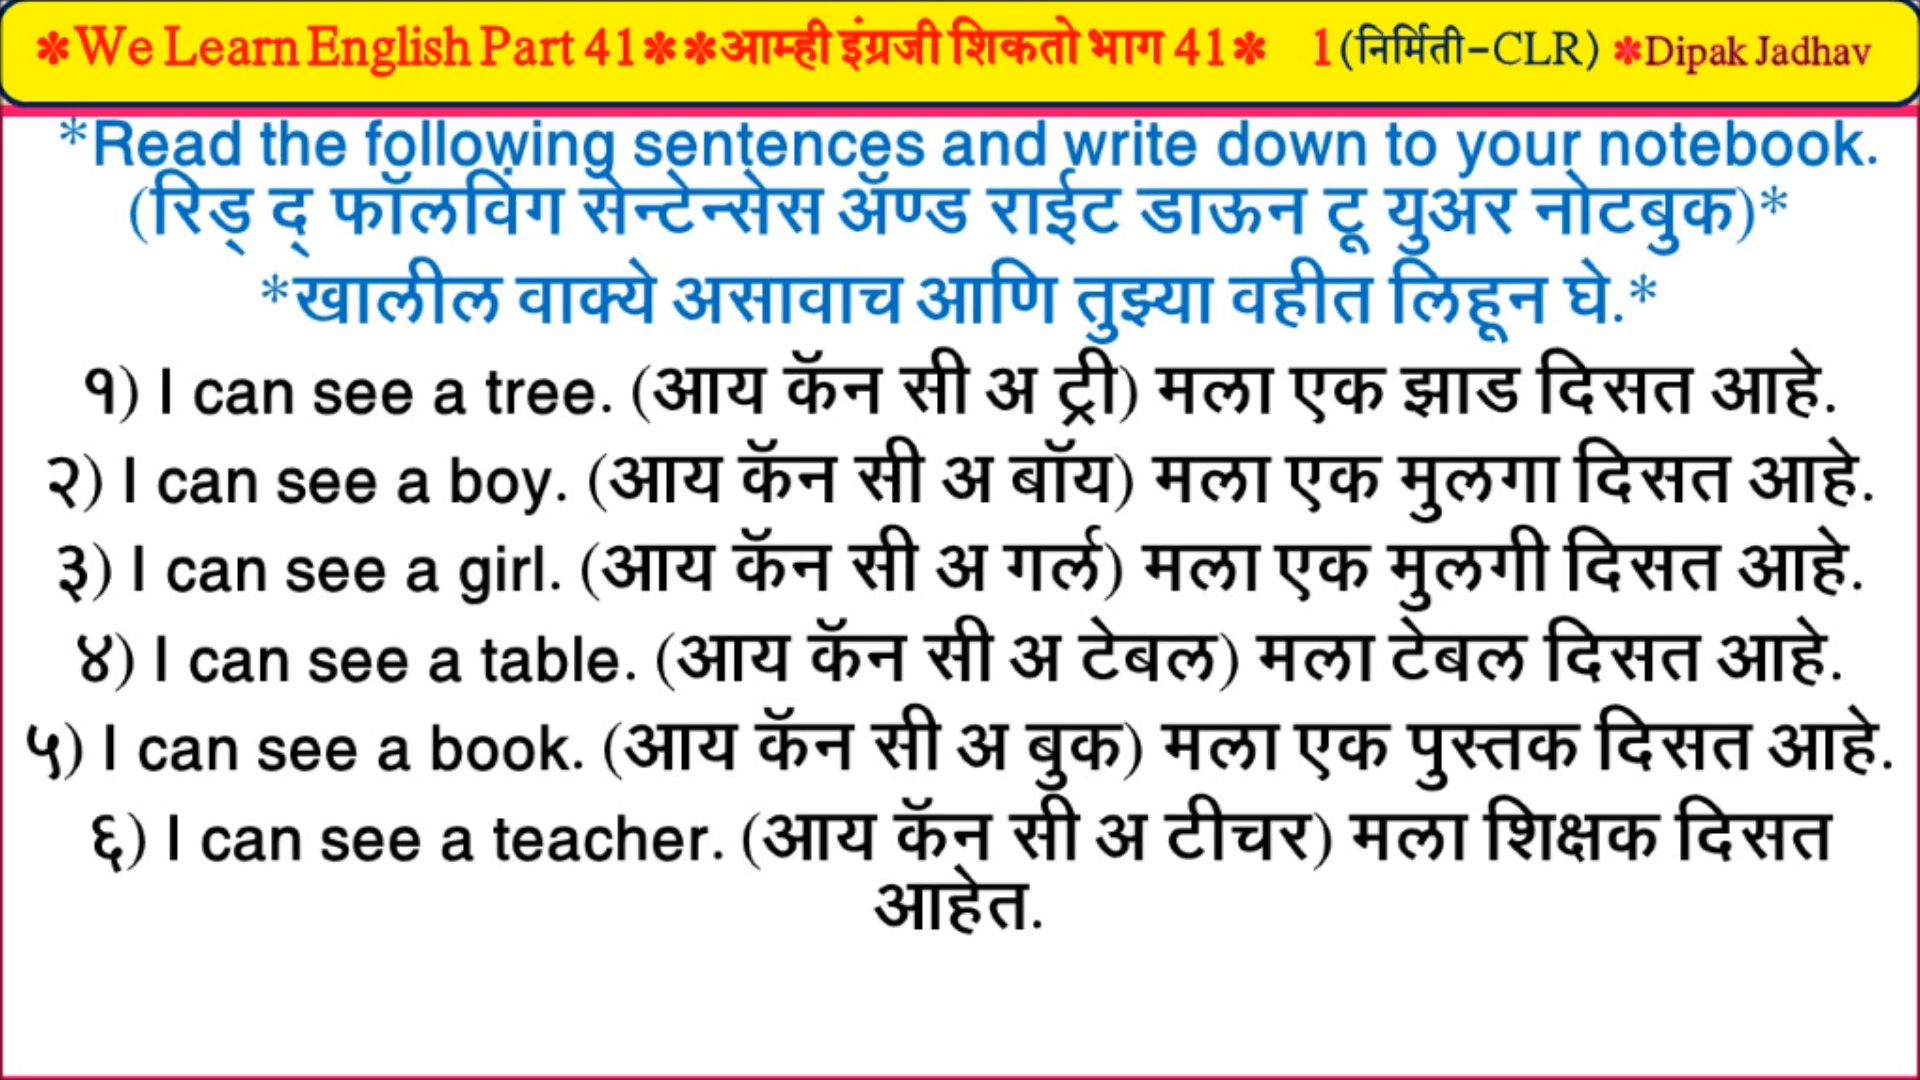 *We Learn English Part 41**आम्ही इंग्रजी शिकतो भाग 41* 1(निर्मिती-CLR) *Dipak Jadhav
*Read the following sentences and write down to your notebook.
(रिड् द् फॉलविंग सेन्टेन्सेस ॲण्ड राईट डाऊन टू युअर नोटबुक)*
*खालील वाक्ये असावाच आणि तुझ्या वहीत लिहून घे.*
१) I can see a tree. (आय कॅन सी अ ट्री) मला एक झाड दिसत आहे.
२) I can see a boy. (आय कॅन सी अ बॉय) मला एक मुलगा दिसत आहे.
३) I can see a girl. (आय कॅन सी अ गर्ल) मला एक मुलगी दिसत आहे.
४) I can see a table. (आय कॅन सी अ टेबल) मला टेबल दिसत आहे.
५) I can see a book. (आय कॅन सी अ बुक) मला एक पुस्तक दिसत आहे.
६) I can see a teacher. (आय कॅन सी अ टीचर) मला शिक्षक दिसत
आहेत.